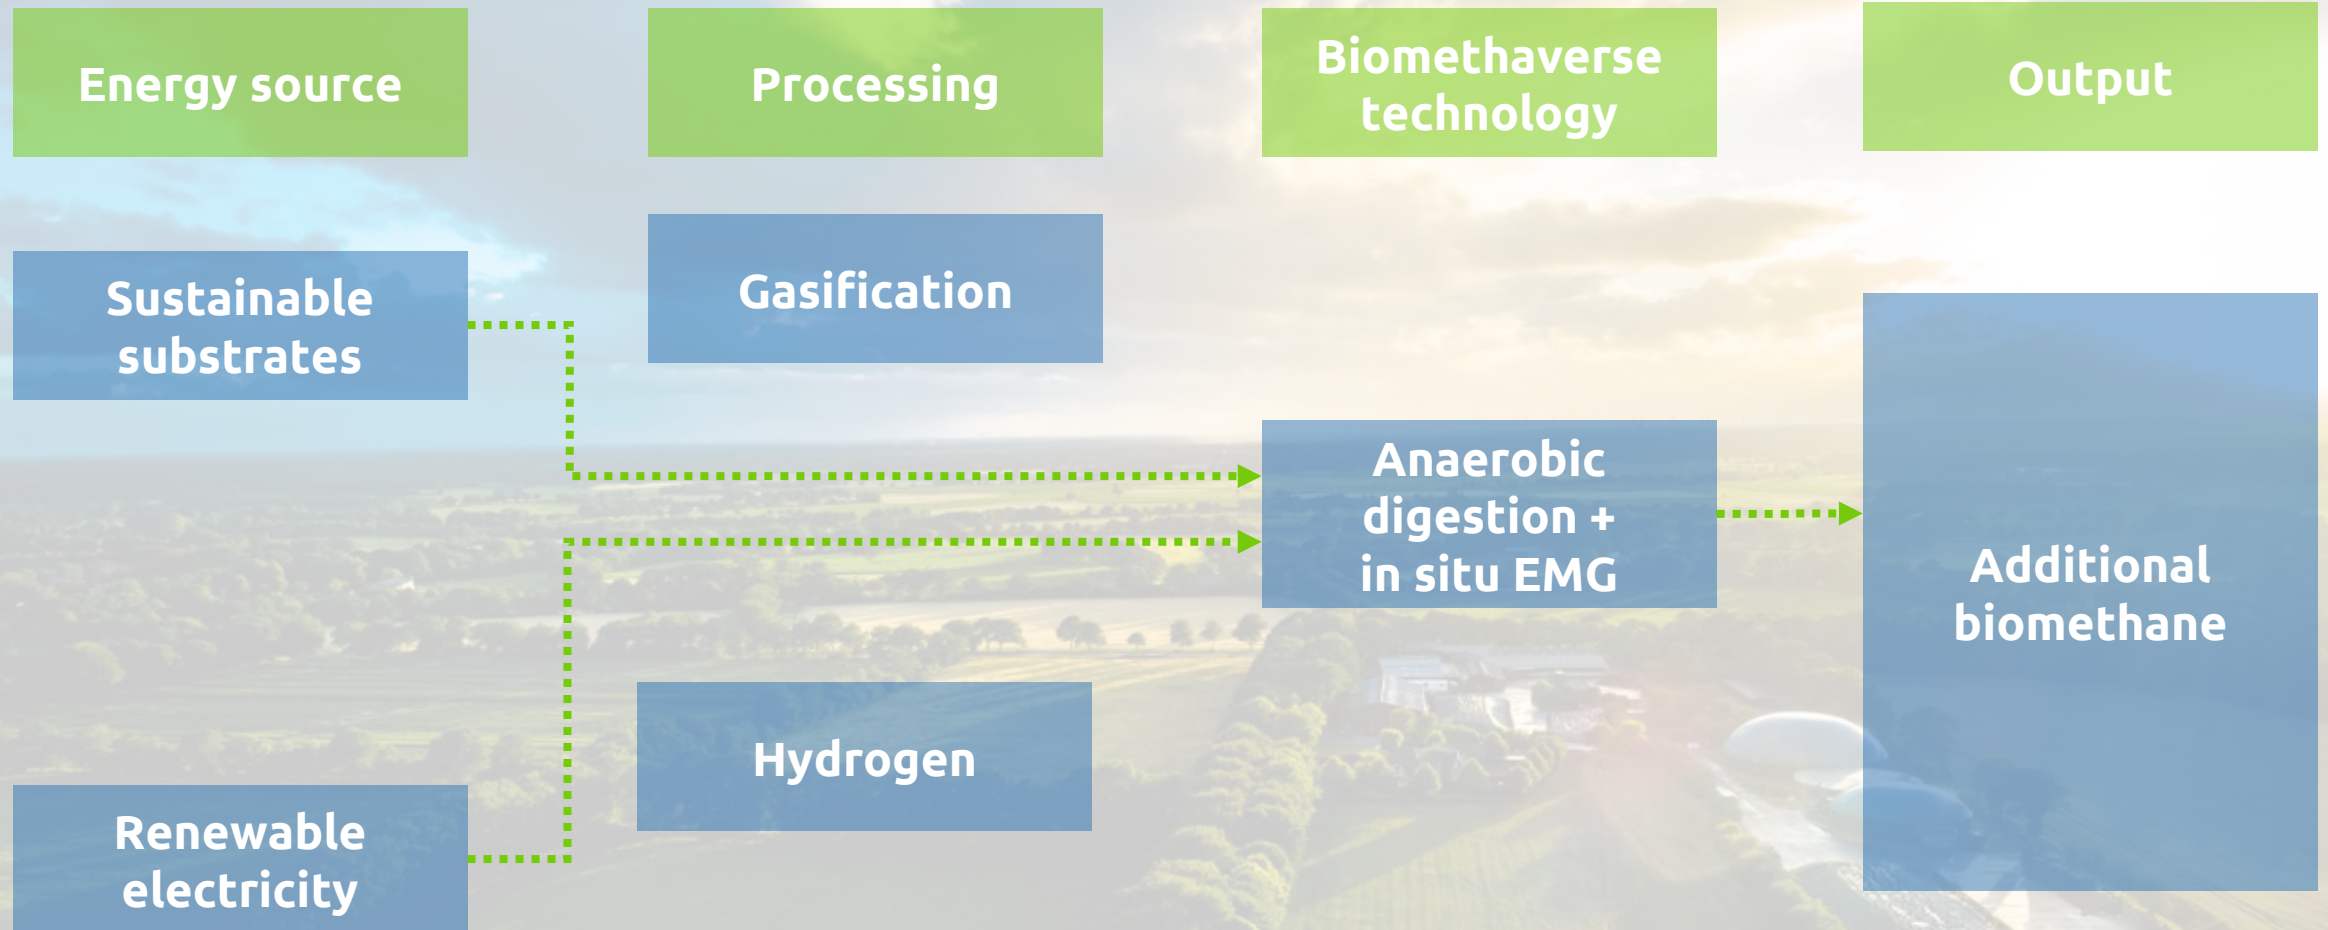 Energy source
Processing
Biomethaverse
technology
Output
Sustainable
substrates
Gasification
Anaerobic
digestion +
in situ EMG
Additional
biomethane
Hydrogen
Renewable
electricity